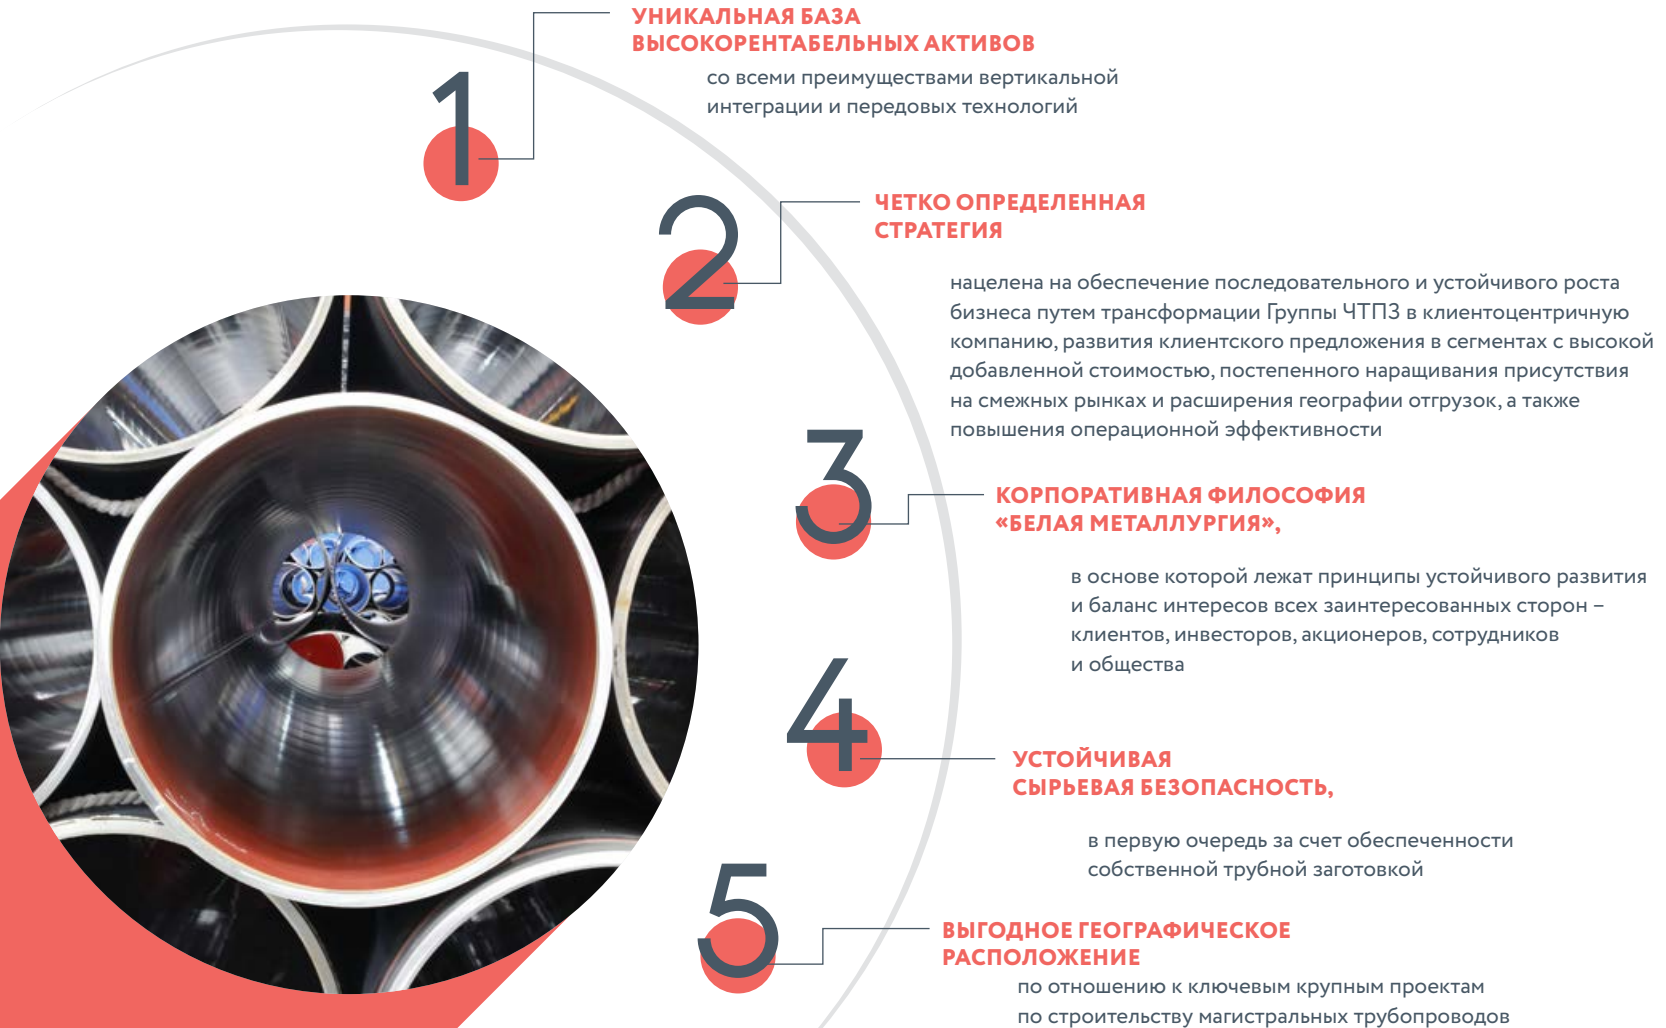 1
УНИКАЛЬНАЯ БАЗА
ВЫСОКОРЕНТАБЕЛЬНЫХ АКТИВОВ
со всеми преимуществами вертикальной
интеграции и передовых технологий
2
ЧЕТКО ОПРЕДЕЛЕННАЯ
СТРАТЕГИЯ
нацелена на обеспечение последовательного и устойчивого роста
бизнеса путем трансформации Группы ЧТПЗ в клиентоцентричную
компанию, развития клиентского предложения в сегментах с высокой
добавленной стоимостью, постепенного наращивания присутствия
на смежных рынках и расширения географии отгрузок, а также
повышения операционной эффективности
3
КОРПОРАТИВНАЯ ФИЛОСОФИЯ
«БЕЛАЯ МЕТАЛЛУРГИЯ»,
в основе которой лежат принципы устойчивого развития
и баланс интересов всех заинтересованных сторон –
клиентов, инвесторов, акционеров, сотрудников
и общества
4
УСТОЙЧИВАЯ
СЫРЬЕВАЯ БЕЗОПАСНОСТЬ,
в первую очередь за счет обеспеченности
собственной трубной заготовкой
5
ВЫГОДНОЕ ГЕОГРАФИЧЕСКОЕ
РАСПОЛОЖЕНИЕ
по отношению к ключевым крупным проектам
по строительству магистральных трубопроводов